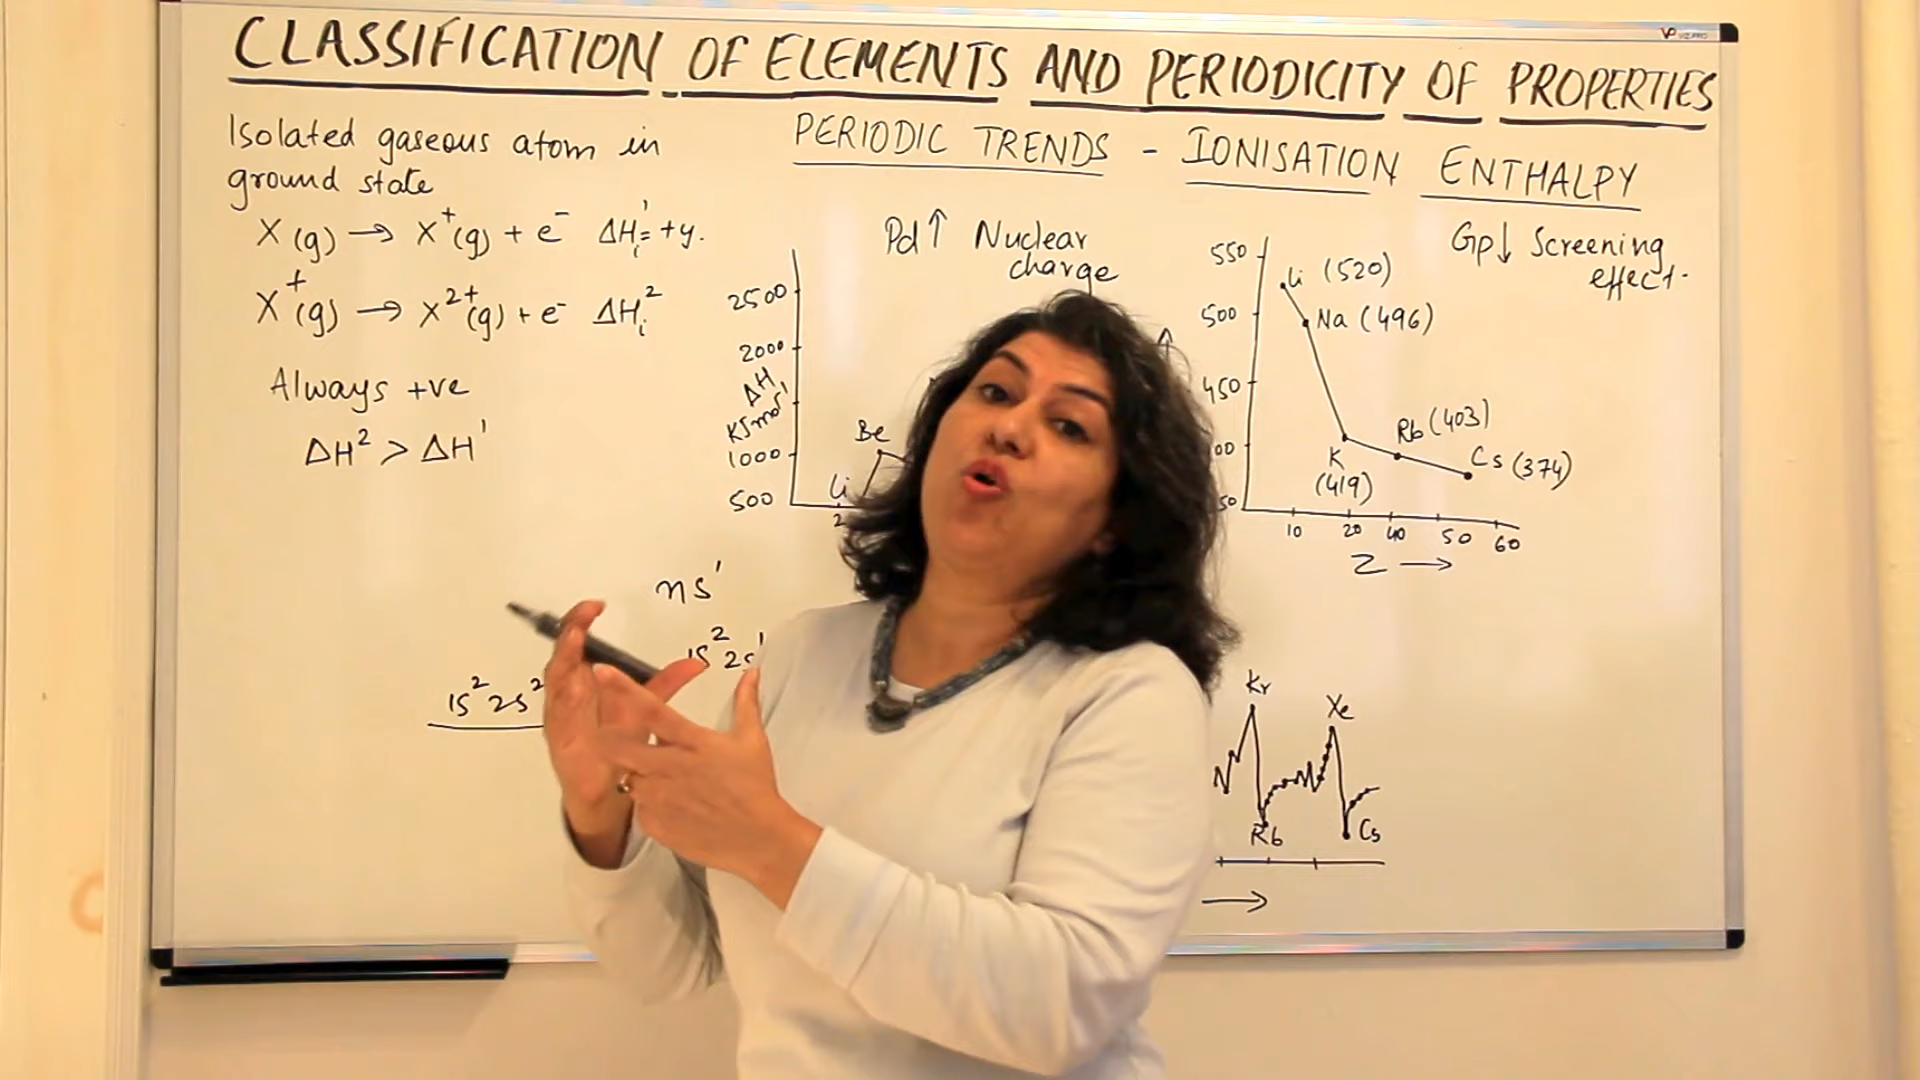 CLASSIFICATION OF ELEMENTS AND PERIODICITY OF PROPERTIES
PERIODIC TRENDS - IONISATION ENTHALPY
Isolated gaseous atom in
ground state
X(g) → X⁺(g) + e⁻ ΔHᵢ¹ = +y.
X⁺(g) → X²⁺(g) + e⁻ ΔHᵢ²
Always +ve
ΔH² > ΔH¹
Pd↑ Nuclear
charge
2500
2000
ΔH
KJmol⁻¹
1000
500
Be
Li
2
Gp↓ Screening
effect
550
500
450
00
50
Li (520)
Na (496)
K
(419)
Rb (403)
Cs (374)
10 20 40 50 60
Z →
ns¹
1s² 2s¹
1s² 2s²
Kr
Xe
Rb
Cs
→